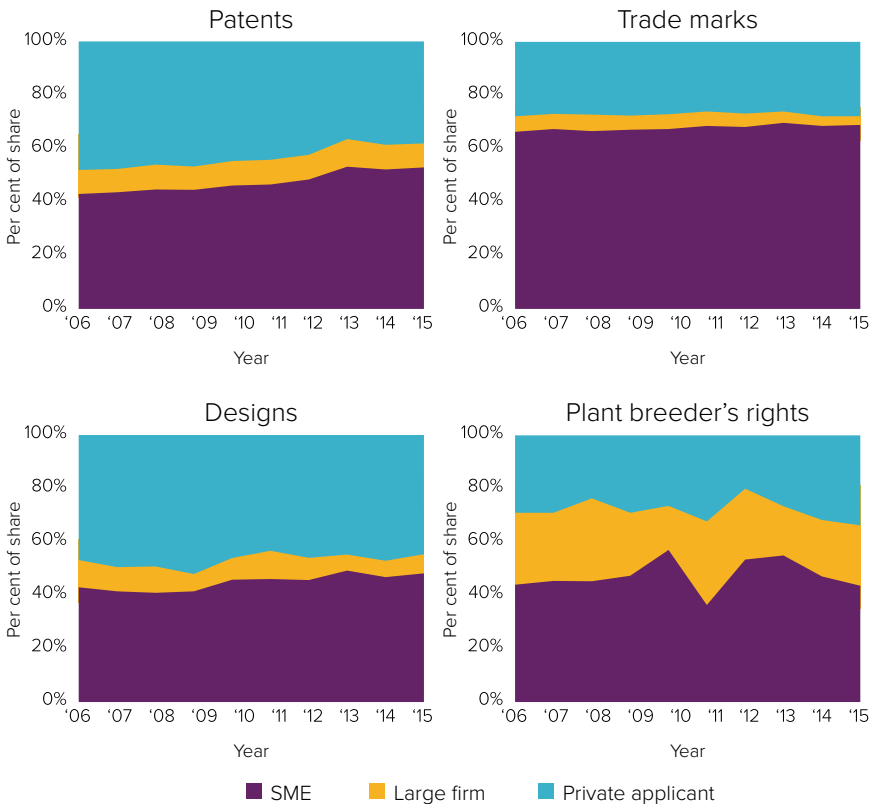 Patents
100%
80%
60%
40%
20%
0%
Per cent of share
‘06 ‘07 ‘08 ‘09 ‘10 ‘11 ‘12 ‘13 ‘14 ‘15
Year
Trade marks
100%
80%
60%
40%
20%
0%
Per cent of share
‘06 ‘07 ‘08 ‘09 ‘10 ‘11 ‘12 ‘13 ‘14 ‘15
Year
Designs
100%
80%
60%
40%
20%
0%
Per cent of share
‘06 ‘07 ‘08 ‘09 ‘10 ‘11 ‘12 ‘13 ‘14 ‘15
Year
Plant breeder’s rights
100%
80%
60%
40%
20%
0%
Per cent of share
‘06 ‘07 ‘08 ‘09 ‘10 ‘11 ‘12 ‘13 ‘14 ‘15
Year
SME Large firm Private applicant